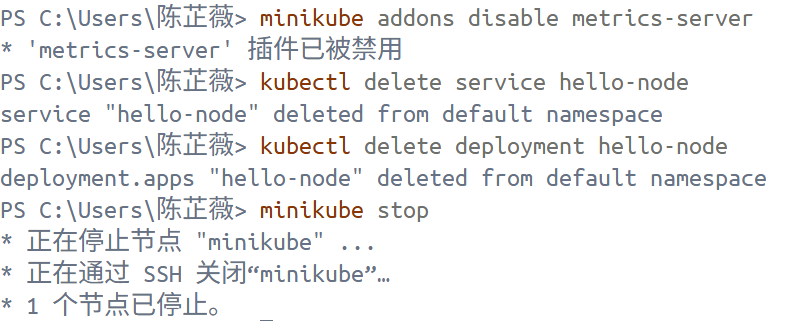 PS C:\Users\陈芷薇> minikube addons disable metrics-server
* 'metrics-server' 插件已被禁用
PS C:\Users\陈芷薇> kubectl delete service hello-node
service "hello-node" deleted from default namespace
PS C:\Users\陈芷薇> kubectl delete deployment hello-node
deployment.apps "hello-node" deleted from default namespace
PS C:\Users\陈芷薇> minikube stop
* 正在停止节点 "minikube" ...
* 正在通过 SSH 关闭“minikube”…
* 1 个节点已停止。